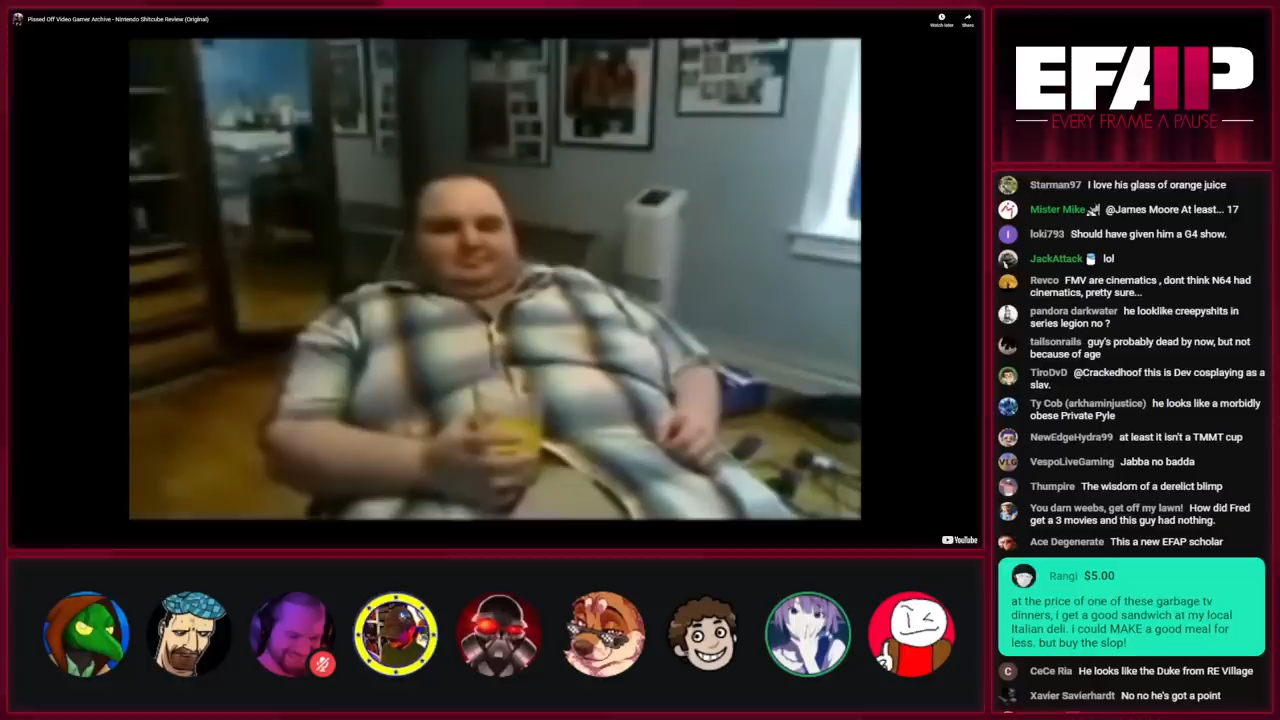 Pissed Off Video Gamer Archive - Nintendo Shitcube Review (Original)
Watch later
Share
YouTube
EFAP
EVERY FRAME A PAUSE
Starman97 I love his glass of orange juice
Mister Mike @James Moore At least... 17
loki793 Should have given him a G4 show.
JackAttack lol
Revco FMV are cinematics , dont think N64 had
cinematics, pretty sure...
pandora darkwater he looklike creepyshits in
series legion no ?
tailsonrails guy's probably dead by now, but not
because of age
TiroDvD @Crackedhoof this is Dev cosplaying as a
slav.
Ty Cob (arkhaminjustice) he looks like a morbidly
obese Private Pyle
NewEdgeHydra99 at least it isn't a TMMT cup
VLG
VespoLiveGaming Jabba no badda
Thumpire The wisdom of a derelict blimp
You darn weebs, get off my lawn! How did Fred
get a 3 movies and this guy had nothing.
Ace Degenerate This a new EFAP scholar
Rangi $5.00
at the price of one of these garbage tv
dinners, i get a good sandwich at my local
Italian deli. i could MAKE a good meal for
less. but buy the slop!
C
CeCe Ria He looks like the Duke from RE Village
Xavier Savierhardt No no he's got a point